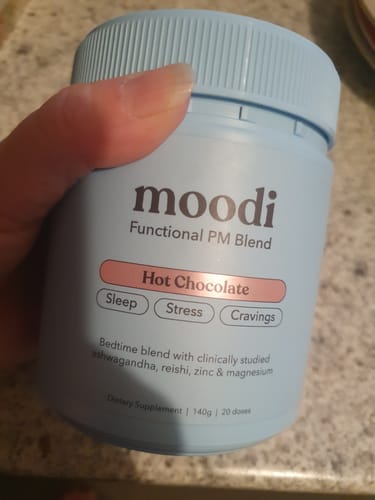 moodi
Functional PM Blend
Hot Chocolate
Sleep Stress Cravings
Bedtime blend with clinically studied
ashwagandha, reishi, zinc & magnesium
Dietary Supplement | 140g | 20 doses